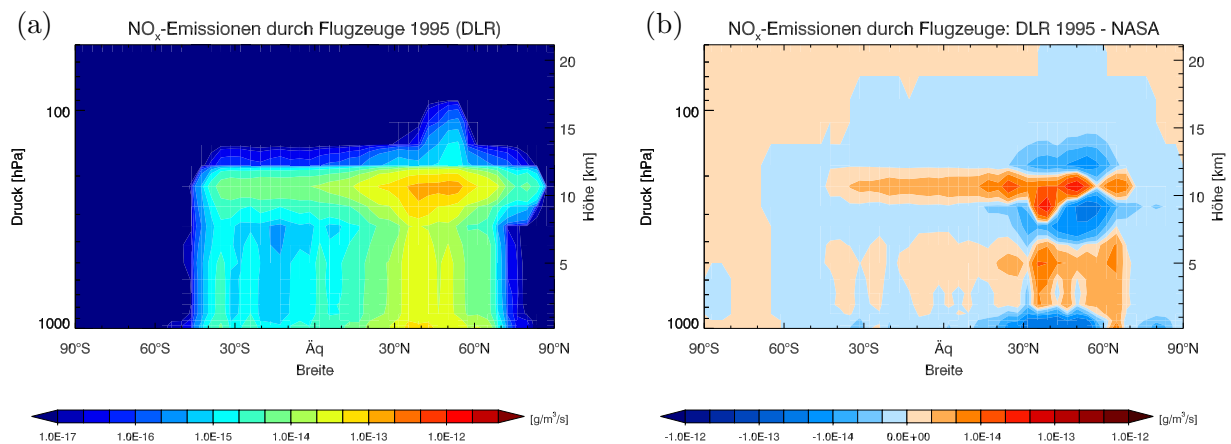 (a)
NOx-Emissionen durch Flugzeuge 1995 (DLR)
Druck [hPa]
100
1000
20
15
10
5
Höhe [km]
90°S 60°S 30°S Äq 30°N 60°N 90°N
Breite
[g/m³/s]
1.0E-17 1.0E-16 1.0E-15 1.0E-14 1.0E-13 1.0E-12
(b)
NOx-Emissionen durch Flugzeuge: DLR 1995 - NASA
Druck [hPa]
100
1000
20
15
10
5
Höhe [km]
90°S 60°S 30°S Äq 30°N 60°N 90°N
Breite
[g/m³/s]
-1.0E-12 -1.0E-13 -1.0E-14 1.0E-14 1.0E-13 1.0E-12